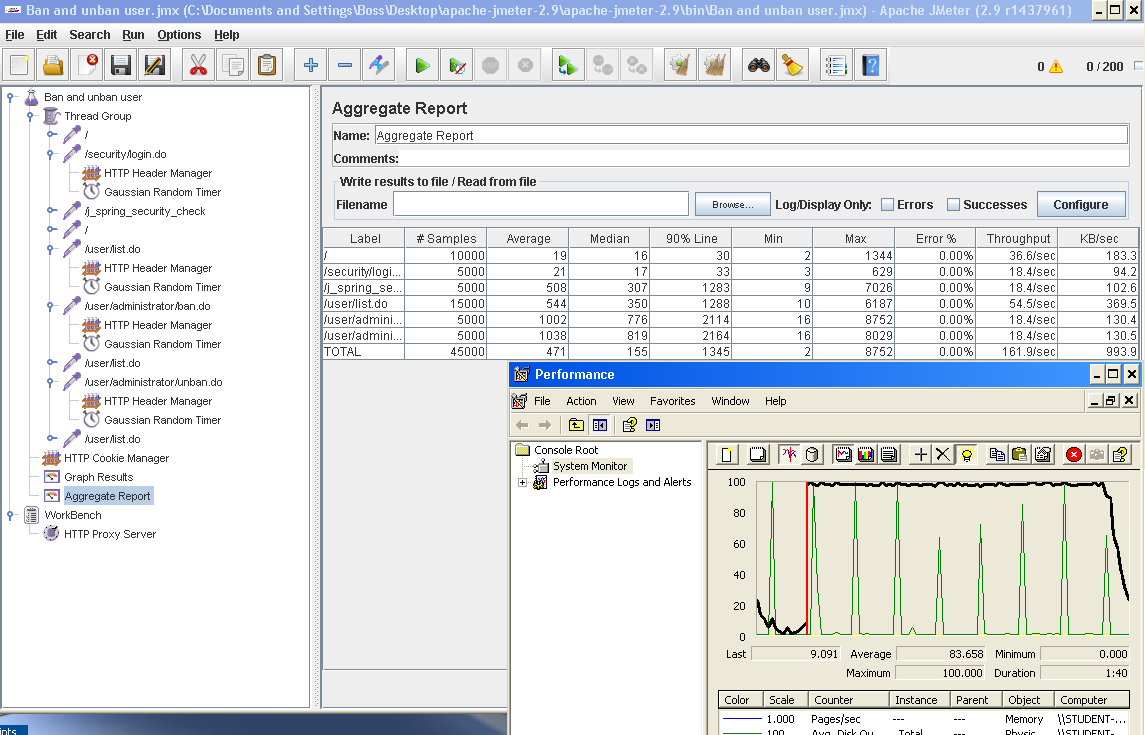 Ban and unban user.jmx (C:\Documents and Settings\Boss\Desktop\apache-jmeter-2.9\apache-jmeter-2.9\bin\Ban and unban user.jmx) - Apache JMeter (2.9 r1437961)
File Edit Search Run Options Help
0 0 / 200
Ban and unban user
Thread Group
/
/security/login.do
HTTP Header Manager
Gaussian Random Timer
/j_spring_security_check
/
/user/list.do
HTTP Header Manager
Gaussian Random Timer
/user/administrator/ban.do
HTTP Header Manager
Gaussian Random Timer
/user/list.do
/user/administrator/unban.do
HTTP Header Manager
Gaussian Random Timer
/user/list.do
HTTP Cookie Manager
Graph Results
Aggregate Report
WorkBench
HTTP Proxy Server
Aggregate Report
Name: Aggregate Report
Comments:
Write results to file / Read from file
Filename Browse... Log/Display Only: Errors Successes Configure
Label # Samples Average Median 90% Line Min Max Error % Throughput KB/sec
/ 10000 19 16 30 2 1344 0.00% 36.6/sec 183.3
/security/logi... 5000 21 17 33 3 629 0.00% 18.4/sec 94.2
/j_spring_se... 5000 508 307 1283 9 7026 0.00% 18.4/sec 102.6
/user/list.do 15000 544 350 1288 10 6187 0.00% 54.5/sec 369.5
/user/admini... 5000 1002 776 2114 16 8752 0.00% 18.4/sec 130.4
/user/admini... 5000 1038 819 2164 16 8029 0.00% 18.4/sec 130.5
TOTAL 45000 471 155 1345 2 8752 0.00% 161.9/sec 993.9
Performance
File Action View Favorites Window Help
Console Root
System Monitor
Performance Logs and Alerts
100
80
60
40
20
0
Last 9.091 Average 83.658 Minimum 0.000
Maximum 100.000 Duration 1:40
Color Scale Counter Instance Parent Object Computer
1.000 Pages/sec --- --- Memory \\STUDENT-...
100 Avg. Disk Qu Total --- Physic \\STUDENT-